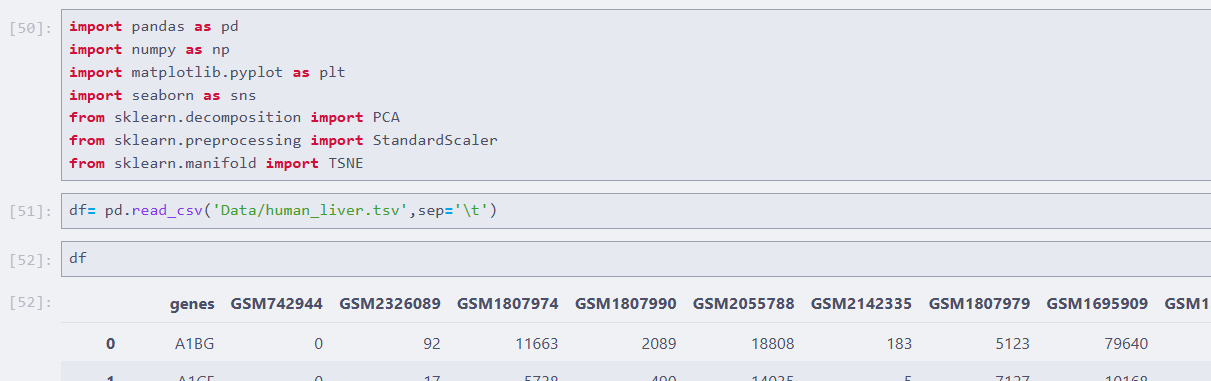 [50]:
import pandas as pd
import numpy as np
import matplotlib.pyplot as plt
import seaborn as sns
from sklearn.decomposition import PCA
from sklearn.preprocessing import StandardScaler
from sklearn.manifold import TSNE
[51]: df= pd.read_csv('Data/human_liver.tsv',sep='\t')
[52]: df
[52]:
genes GSM742944 GSM2326089 GSM1807974 GSM1807990 GSM2055788 GSM2142335 GSM1807979 GSM1695909 GSM1
0 A1BG 0 92 11663 2089 18808 183 5123 79640